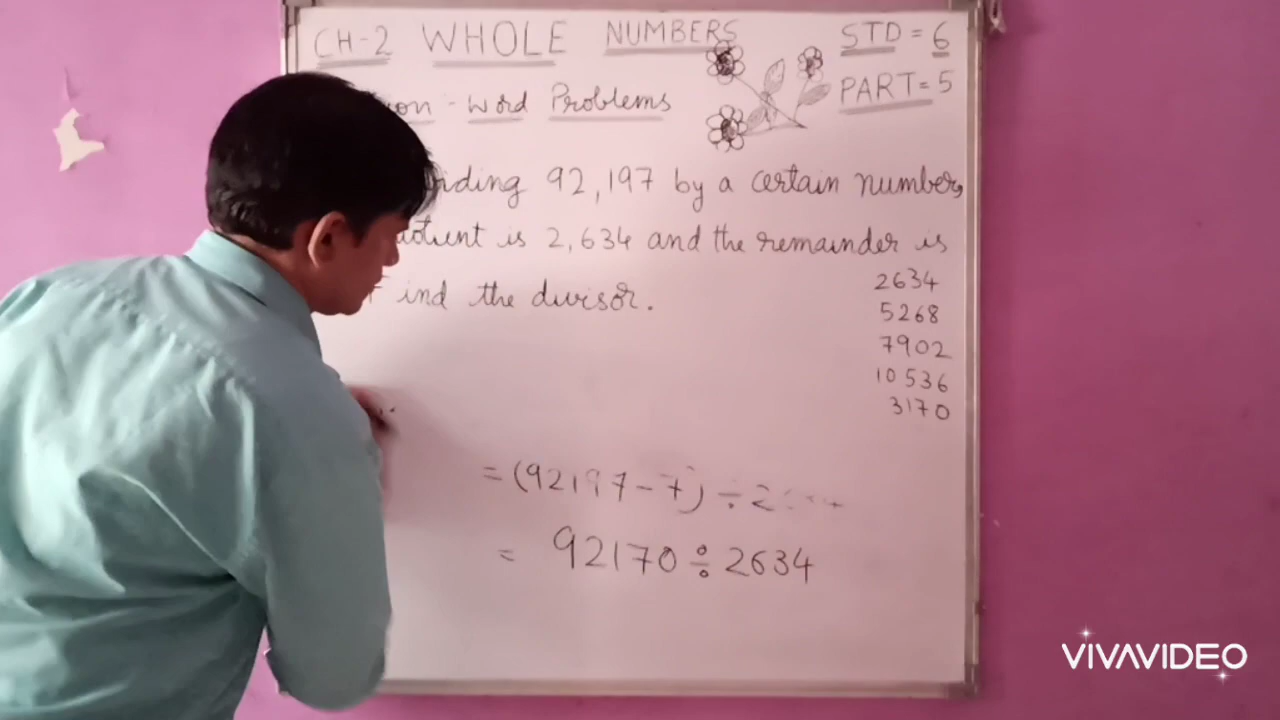 CH-2 WHOLE NUMBERS
STD = 6
PART = 5
- Word Problems
92,197 by a certain number,
is 2,634 and the remainder is
the divisor.
2634
5268
7902
10536
3170
= (92197-7) ÷ 2
= 92170 ÷ 2634
VIVAVIDEO